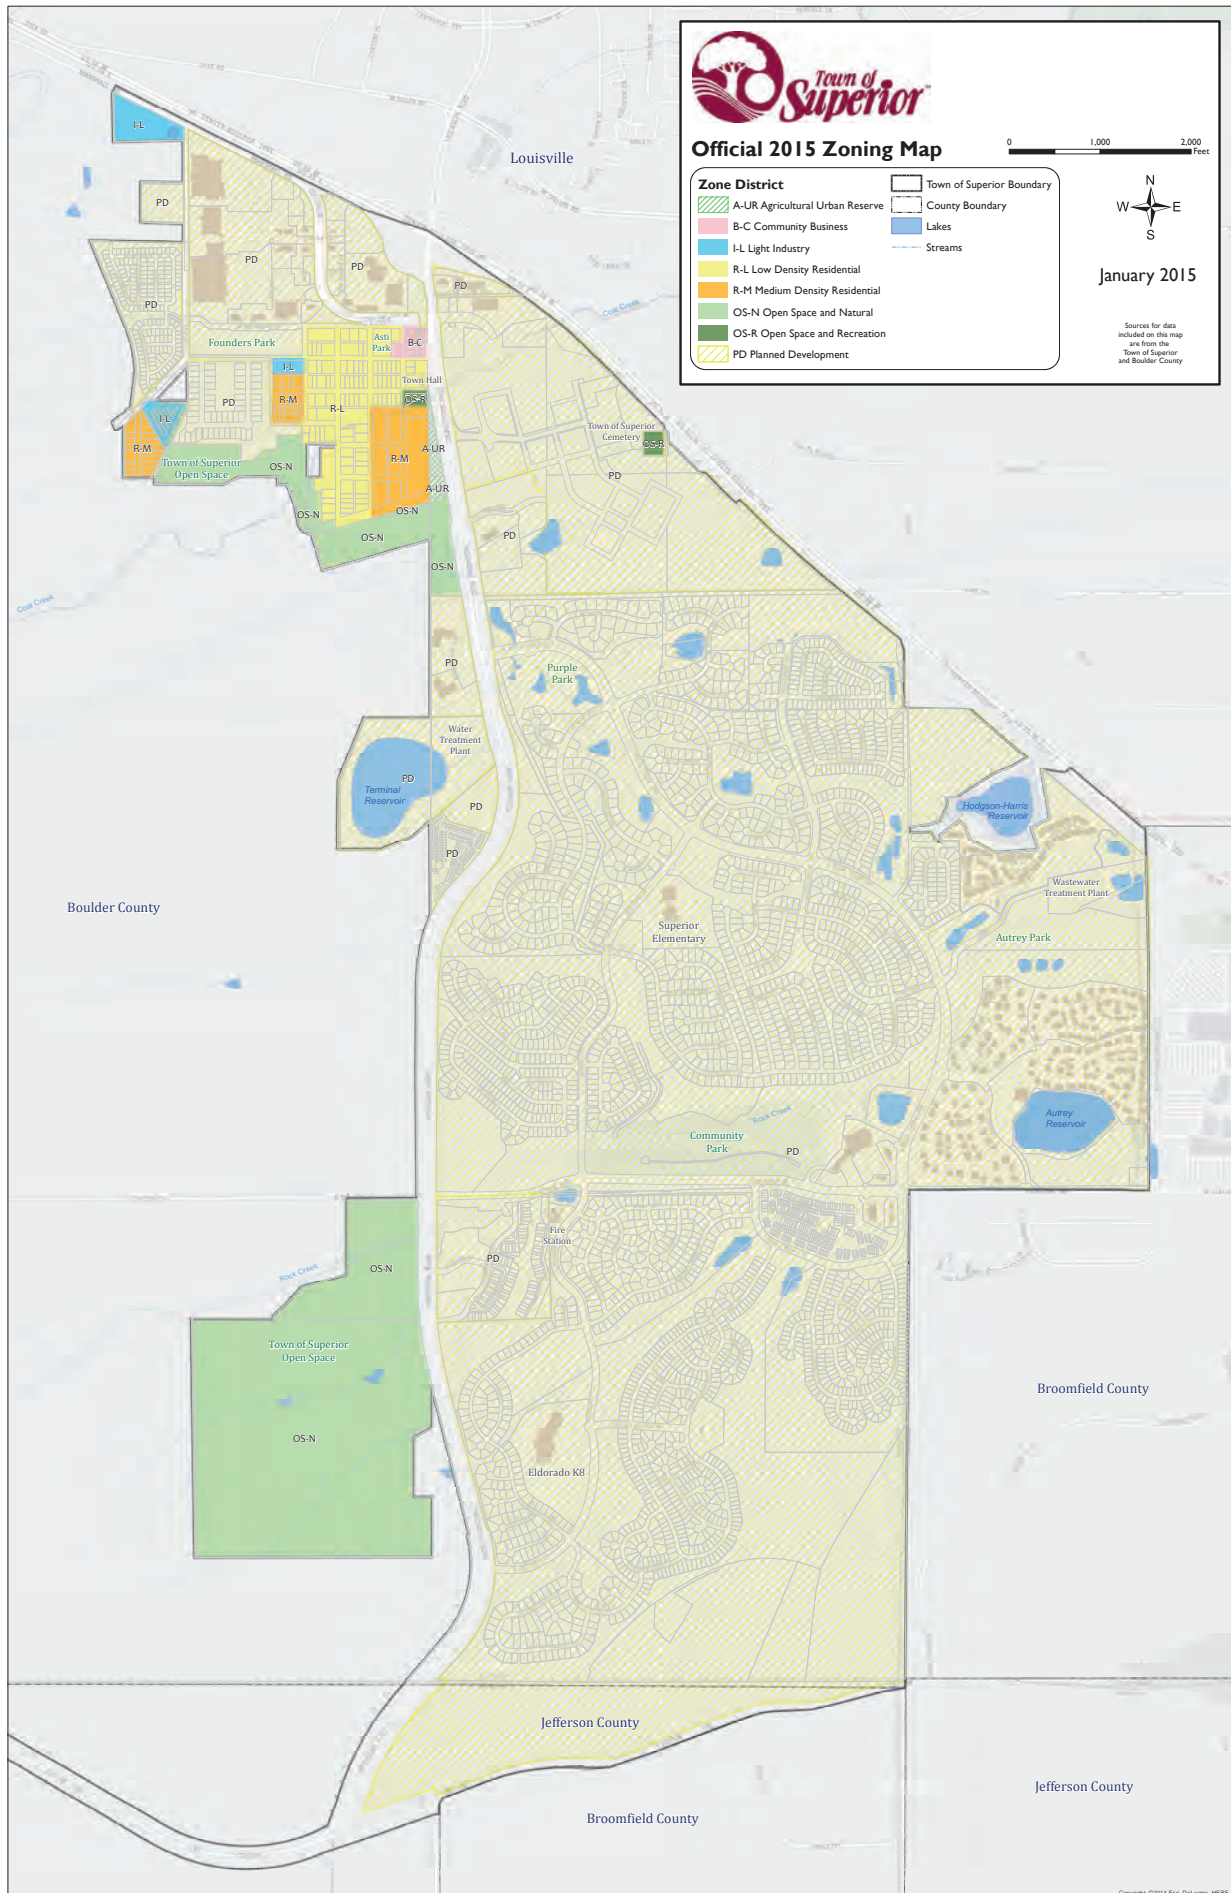 Town of
Superior
Official 2015 Zoning Map
0 1,000 2,000
Feet
Zone District
A-UR Agricultural Urban Reserve
B-C Community Business
I-L Light Industry
R-L Low Density Residential
R-M Medium Density Residential
OS-N Open Space and Natural
OS-R Open Space and Recreation
PD Planned Development
Town of Superior Boundary
County Boundary
Lakes
Streams
N
W E
S
January 2015
Sources for data
included on this map
are from the
Town of Superior
and Boulder County
Louisville
I-L
PD
PD
PD
PD
PD
Coal Creek
Founders Park
Asti
Park
B-C
I-L
Town Hall
PD
R-M
R-L
OS-R
I-L
R-M
Town of Superior
Open Space
OS-N
R-M
A-UR
A-UR
OS-N
OS-N
OS-N
OS-N
Town of Superior
Cemetery
OS-R
PD
PD
Coal Creek
PD
Purple
Park
Water
Treatment
Plant
PD
Terminal
Reservoir
PD
PD
Hodgson-Harris
Reservoir
Wastewater
Treatment Plant
Boulder County
Superior
Elementary
Autrey Park
Autrey
Reservoir
Rock Creek
Community
Park
PD
Fire
Station
PD
OS-N
Rock Creek
Town of Superior
Open Space
OS-N
Broomfield County
Eldorado K8
Jefferson County
Jefferson County
Broomfield County